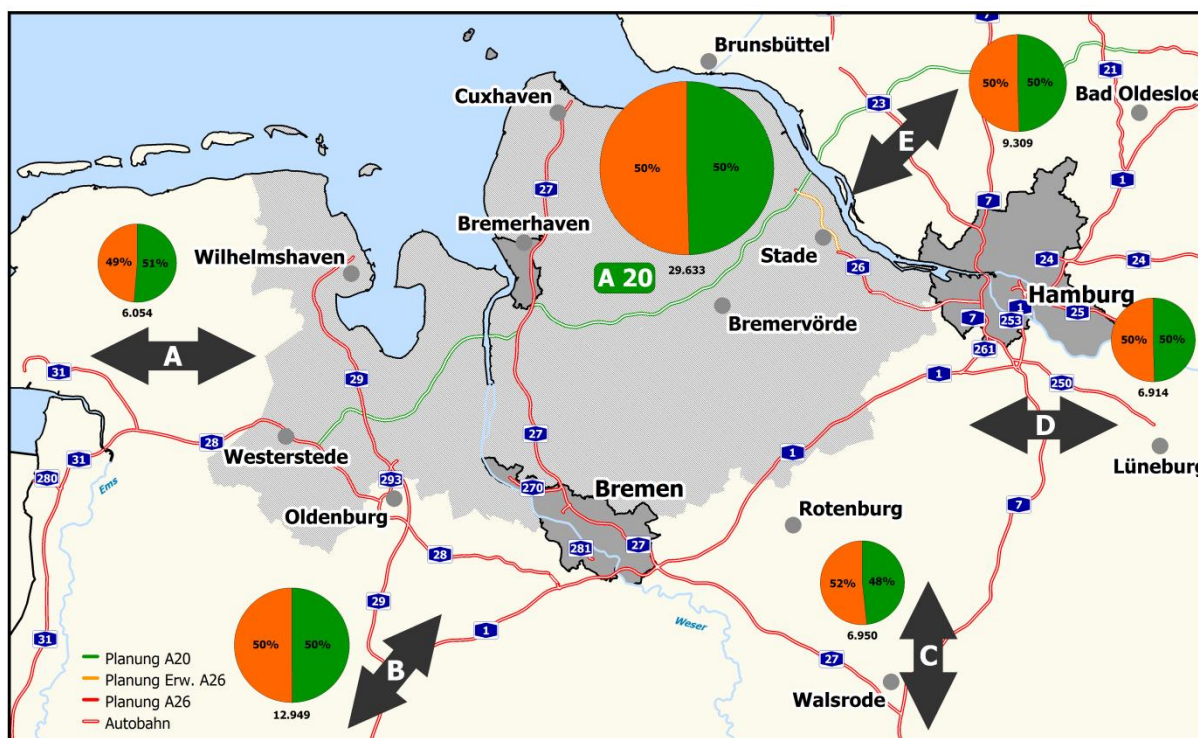 Brunsbüttel
7
21
50%
50%
9.309
Bad Oldesloe
Cuxhaven
23
E
27
50%
50%
29.633
1
7
Bremerhaven
Wilhelmshaven
49%
51%
6.054
Stade
26
24
24
A 20
Hamburg
Bremervörde
1
25
7
253
261
50%
50%
6.914
A
31
29
1
250
D
28
27
Westerstede
31
280
Ems
293
270
Bremen
1
Lüneburg
Oldenburg
Rotenburg
7
281
27
28
52%
48%
6.950
29
1
Weser
50%
50%
12.949
B
31
27
C
Walsrode
Planung A20
Planung Erw. A26
Planung A26
Autobahn